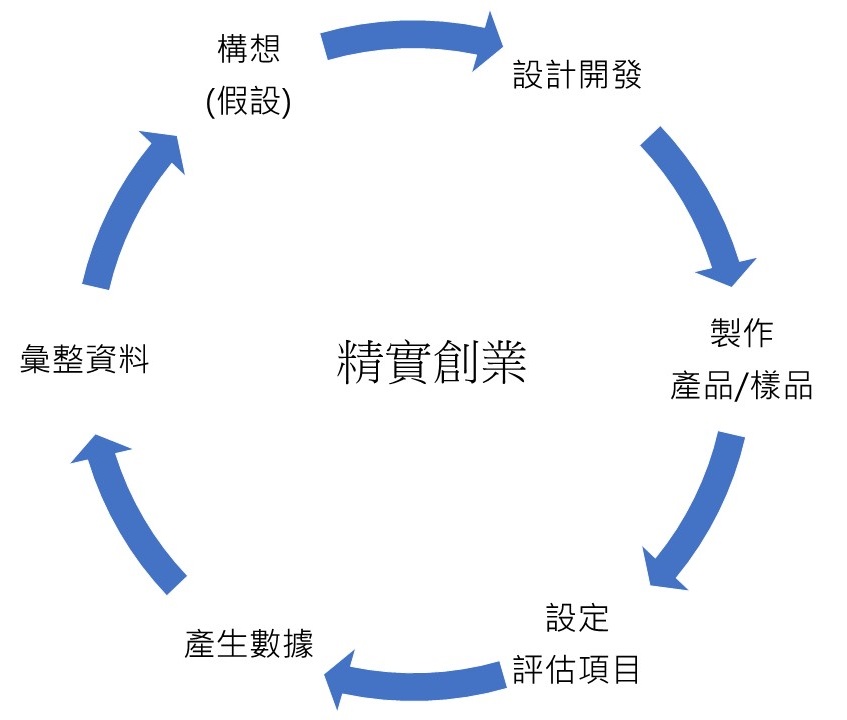 構想
(假設)
設計開發
製作
產品/樣品
設定
評估項目
產生數據
彙整資料
精實創業